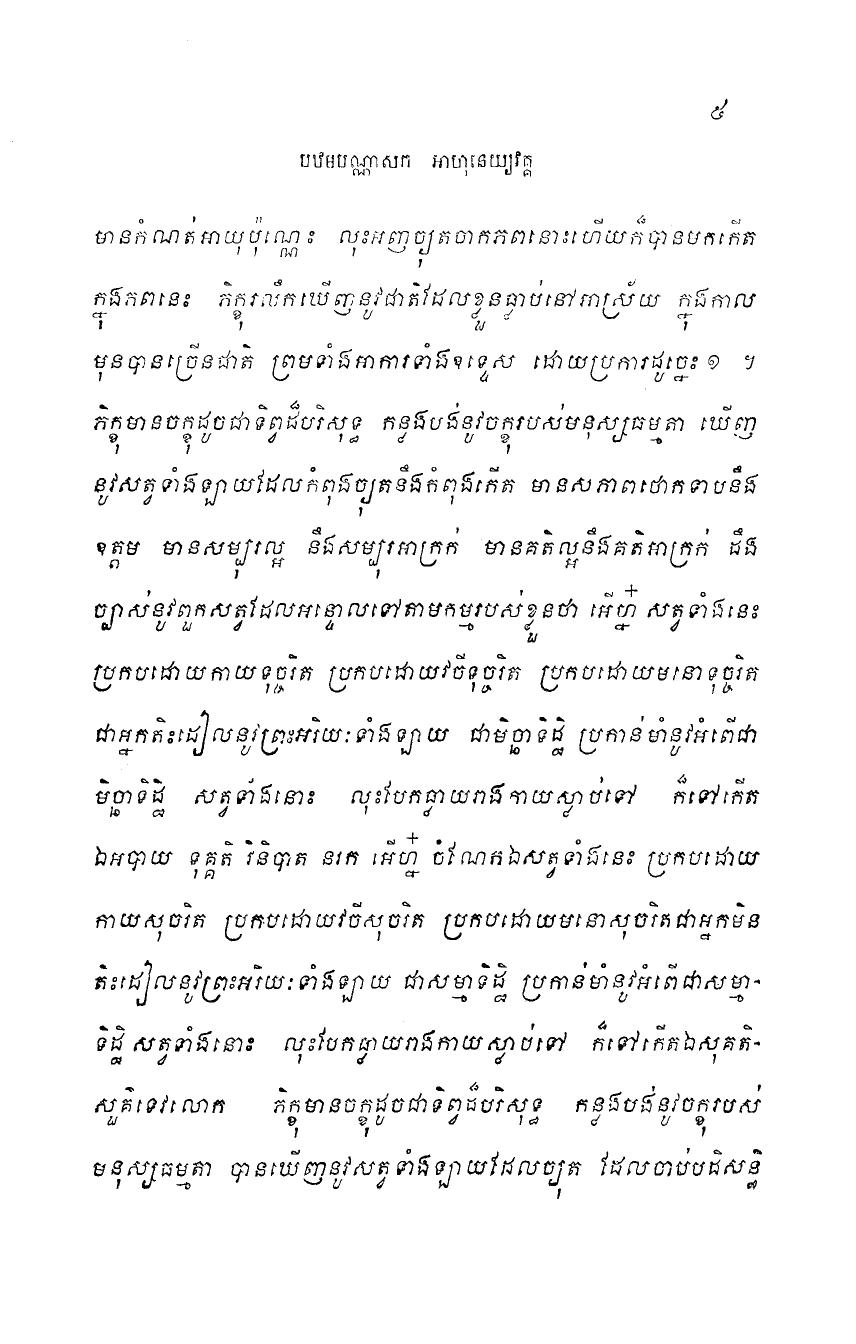 ៥
បឋមបណ្ណាសក អាហុនេយ្យវគ្គ
មានកំណត់អាយុប៉ុណ្ណេះ លុះអញច្យុតចាកភពនោះហើយក៏បានមកកើត
ក្នុងភពនេះ ភិក្ខុរលឹកឃើញនូវជាតិដែលខ្លួនធ្លាប់នៅអាស្រ័យ ក្នុងកាល
មុនបានច្រើនជាតិ ព្រមទាំងអាការទាំងឧទ្ទេស ដោយប្រការដូច្នេះ១ ។
ភិក្ខុមានចក្ខុដូចជាទិព្វដ៏បរិសុទ្ធ កន្លងបង់នូវចក្ខុរបស់មនុស្សធម្មតា ឃើញ
នូវសត្វទាំងឡាយដែលកំពុងច្យុតនឹងកំពុងកើត មានសភាពថោកទាបនឹង
ឧត្តម មានសម្បុរល្អ នឹងសម្បុរអាក្រក់ មានគតិល្អនឹងគតិអាក្រក់ ដឹង
ច្បាស់នូវពួកសត្វដែលអន្ទោលទៅតាមកម្មរបស់ខ្លួនថា អើហ្ន៎ សត្វទាំងនេះ
ប្រកបដោយកាយទុច្ចរិត ប្រកបដោយវចីទុច្ចរិត ប្រកបដោយមនោទុច្ចរិត
ជាអ្នកតិះដៀលនូវព្រះអរិយៈទាំងឡាយ ជាមិច្ឆាទិដ្ឋិ ប្រកាន់មាំនូវអំពើជា
មិច្ឆាទិដ្ឋិ សត្វទាំងនោះ លុះបែកធ្លាយរាងកាយស្លាប់ទៅ ក៏ទៅកើត
ឯអបាយ ទុគ្គតិ វិនិបាត នរក អើហ្ន៎ ចំណែកឯសត្វទាំងនេះ ប្រកបដោយ
កាយសុចរិត ប្រកបដោយវចីសុចរិត ប្រកបដោយមនោសុចរិតជាអ្នកមិន
តិះដៀលនូវព្រះអរិយៈទាំងឡាយ ជាសម្មាទិដ្ឋិ ប្រកាន់មាំនូវអំពើជាសម្មា-
ទិដ្ឋិ សត្វទាំងនោះ លុះបែកធ្លាយរាងកាយស្លាប់ទៅ ក៏ទៅកើតឯសុគតិ-
សួគ៌ទេវលោក ភិក្ខុមានចក្ខុដូចជាទិព្វដ៏បរិសុទ្ធ កន្លងបង់នូវចក្ខុរបស់
មនុស្សធម្មតា បានឃើញនូវសត្វទាំងឡាយដែលច្យុត ដែលចាប់បដិសន្ធិ